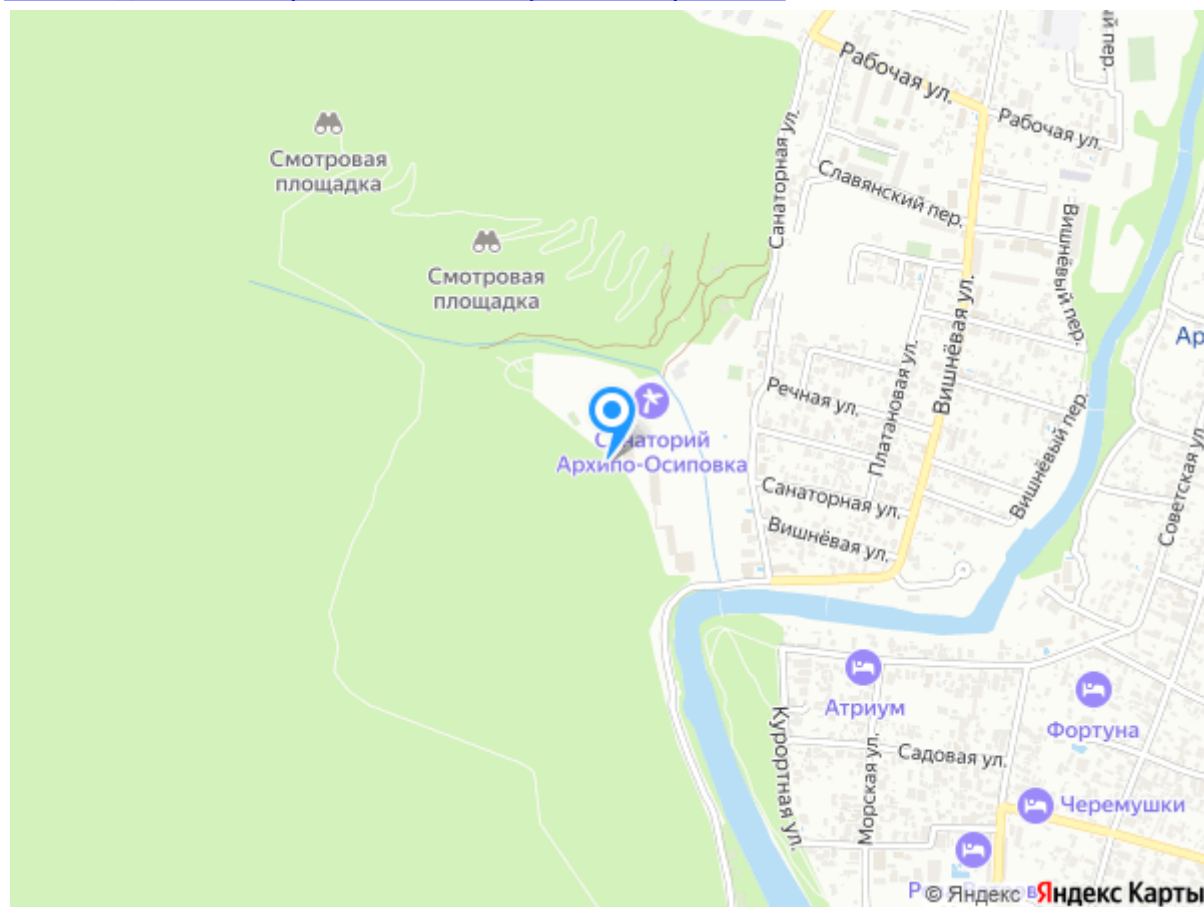 Рабочая ул.
й пер.
Рабочая ул.
Санаторная ул.
Смотровая
площадка
Славянский пер.
Вишнёвый пер.
Смотровая
площадка
Вишнёвая ул.
Ар
Платановая ул.
Речная ул.
Санаторий
Архипо-Осиповка
Вишнёвый пер.
Советская ул.
Санаторная ул.
Вишнёвая ул.
Атриум
Фортуна
Курортная ул.
Морская ул.
Садовая ул.
Черемушки
© Яндекс Яндекс Карты